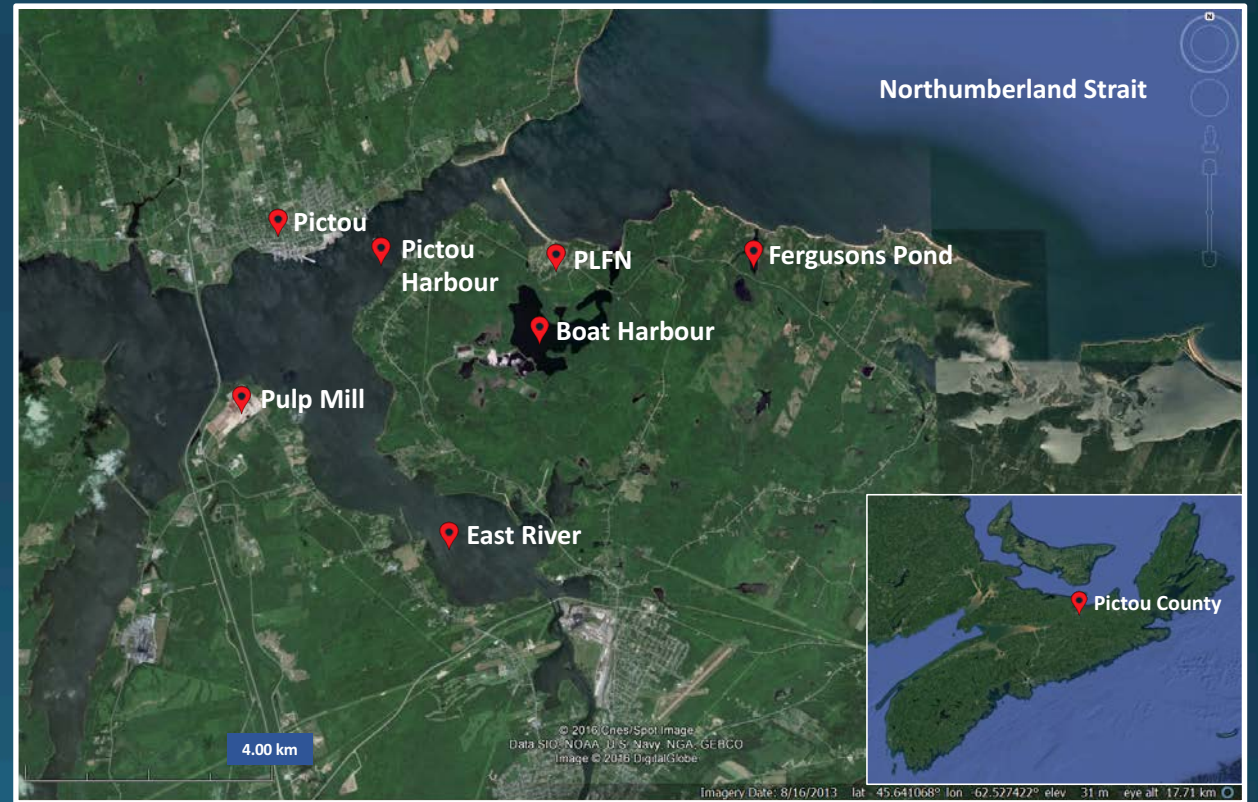 N
Northumberland Strait
Pictou
Pictou
Harbour
PLFN
Fergusons Pond
Boat Harbour
Pulp Mill
East River
Pictou County
4.00 km
© 2016 Cnes/Spot Image
Data SIO, NOAA, U.S. Navy, NGA, GEBCO
Image © 2016 DigitalGlobe
Imagery Date: 8/16/2013 lat 45.641068° lon -62.527422° elev 31 m eye alt 17.71 km